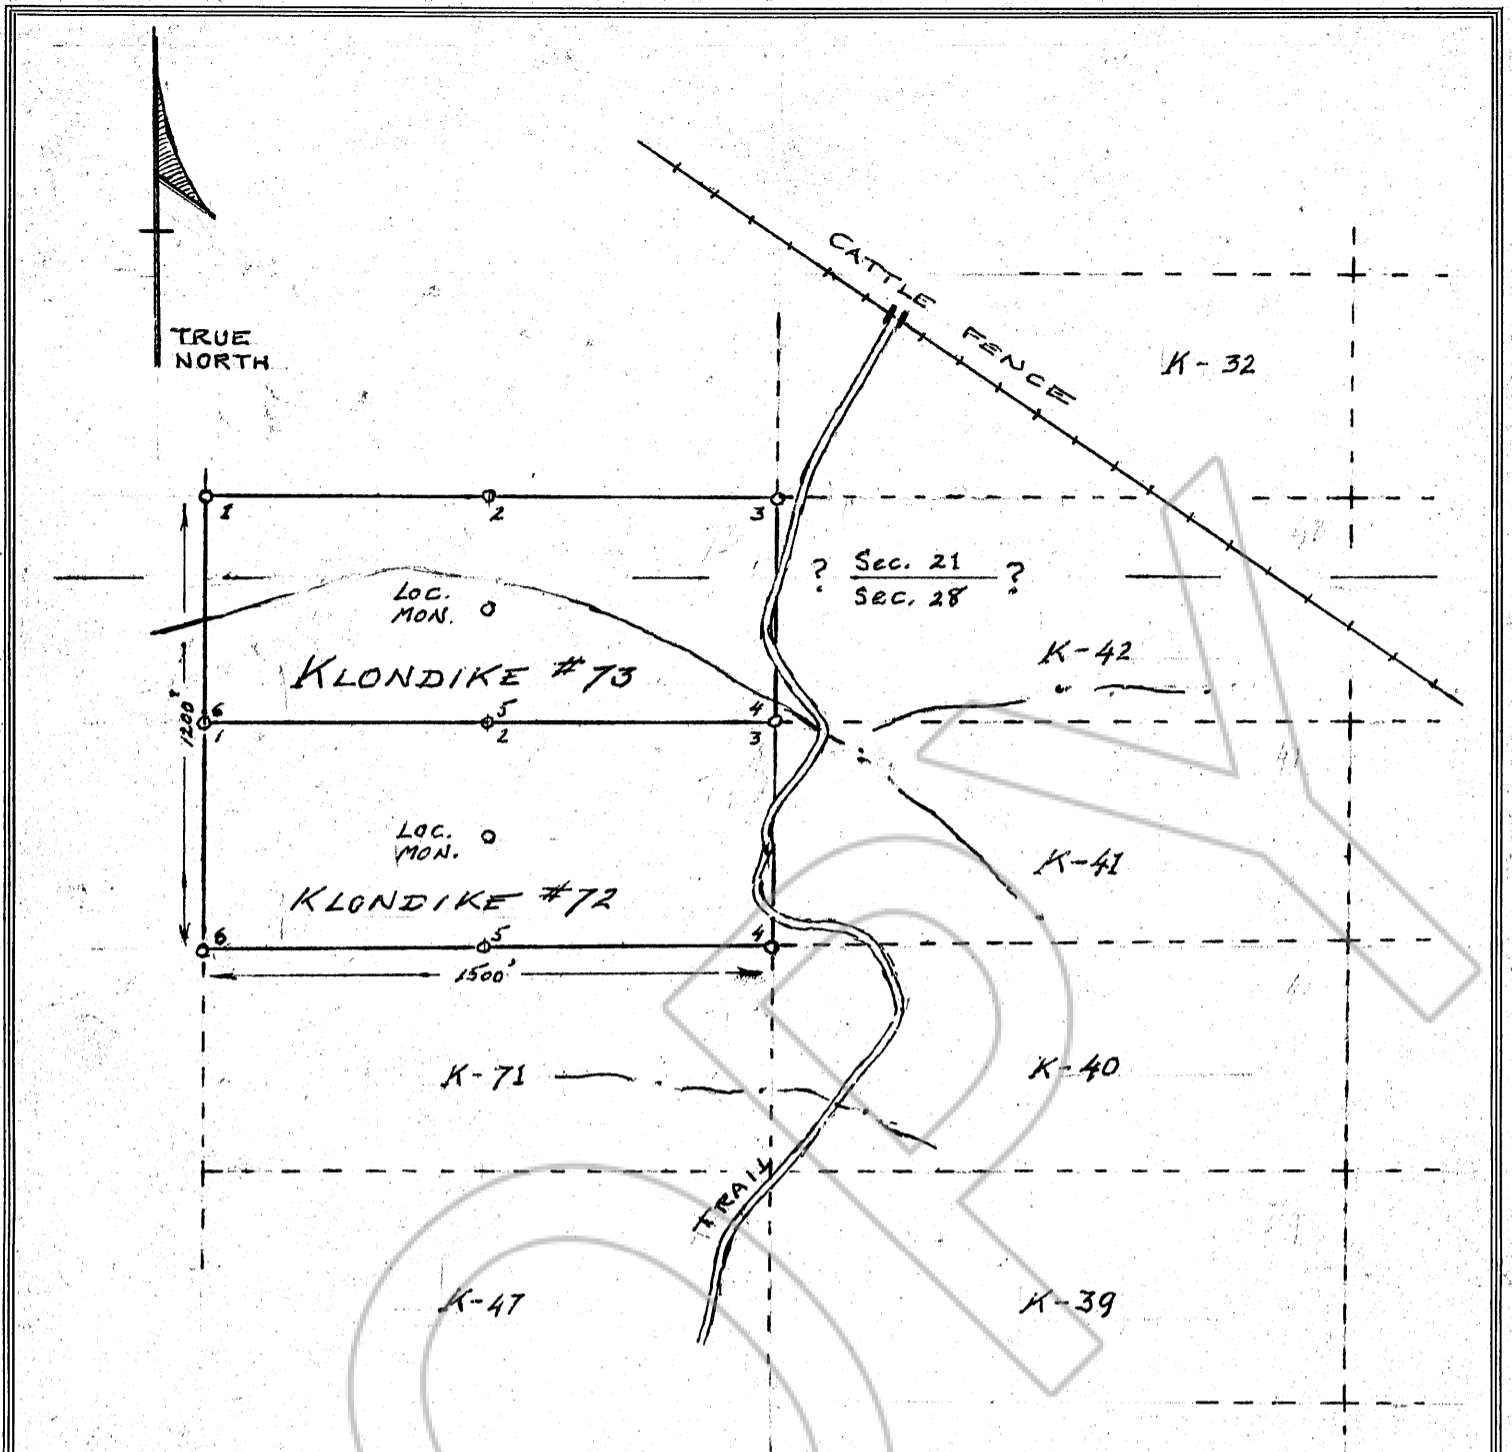 TRUE
NORTH
CATTLE FENCE
K-32
1 2 3
? Sec. 21 ?
Sec. 28
LOC.
MON.
K-42
KLONDIKE #73
1200'
6 5 4
1 2 3
LOC.
MON.
K-41
KLONDIKE #72
6 5 4
1500'
K-71
K-40
TRAIL
K-47
K-39
COPY